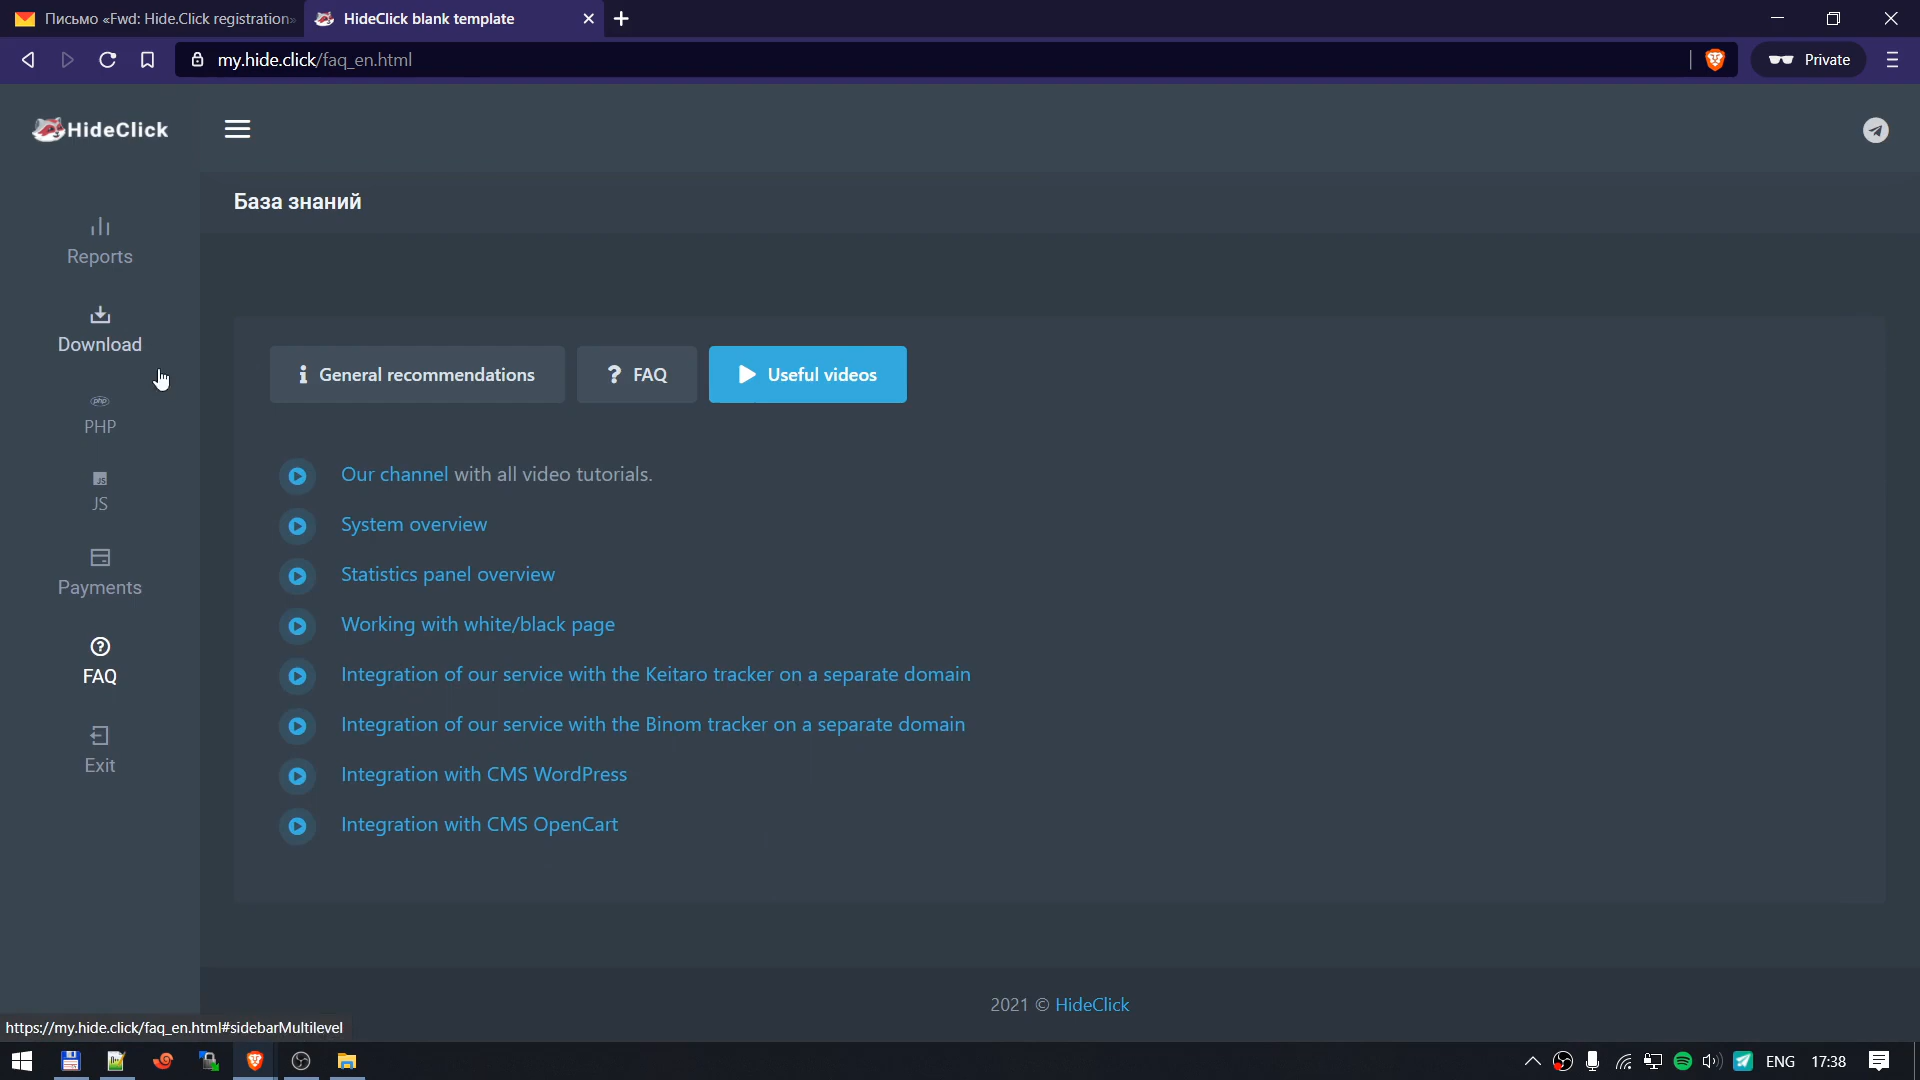 Письмо «Fwd: Hide.Click registration»
HideClick blank template
my.hide.click/faq_en.html
Private
HideClick
База знаний
Reports
Download
php
PHP
JS
JS
Payments
FAQ
Exit
General recommendations
? FAQ
Useful videos
Our channel with all video tutorials.
System overview
Statistics panel overview
Working with white/black page
Integration of our service with the Keitaro tracker on a separate domain
Integration of our service with the Binom tracker on a separate domain
Integration with CMS WordPress
Integration with CMS OpenCart
2021 © HideClick
https://my.hide.click/faq_en.html#sidebarMultilevel
ENG
17:38